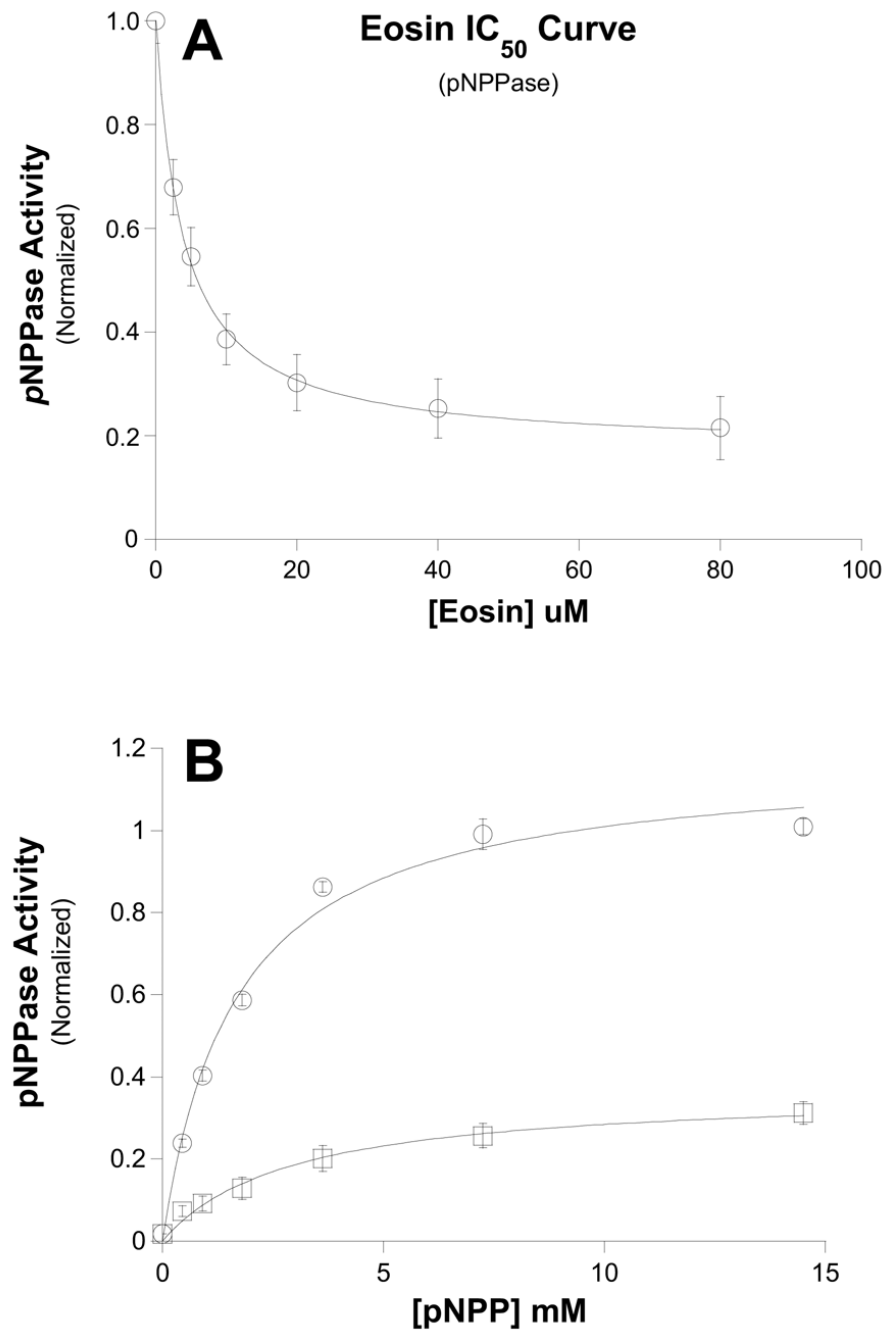 A
Eosin IC50 Curve
(pNPPase)
pNPPase Activity
(Normalized)
1.0
0.8
0.6
0.4
0.2
0
0 20 40 60 80 100
[Eosin] uM
B
pNPPase Activity
(Normalized)
1.2
1
0.8
0.6
0.4
0.2
0
0 5 10 15
[pNPP] mM